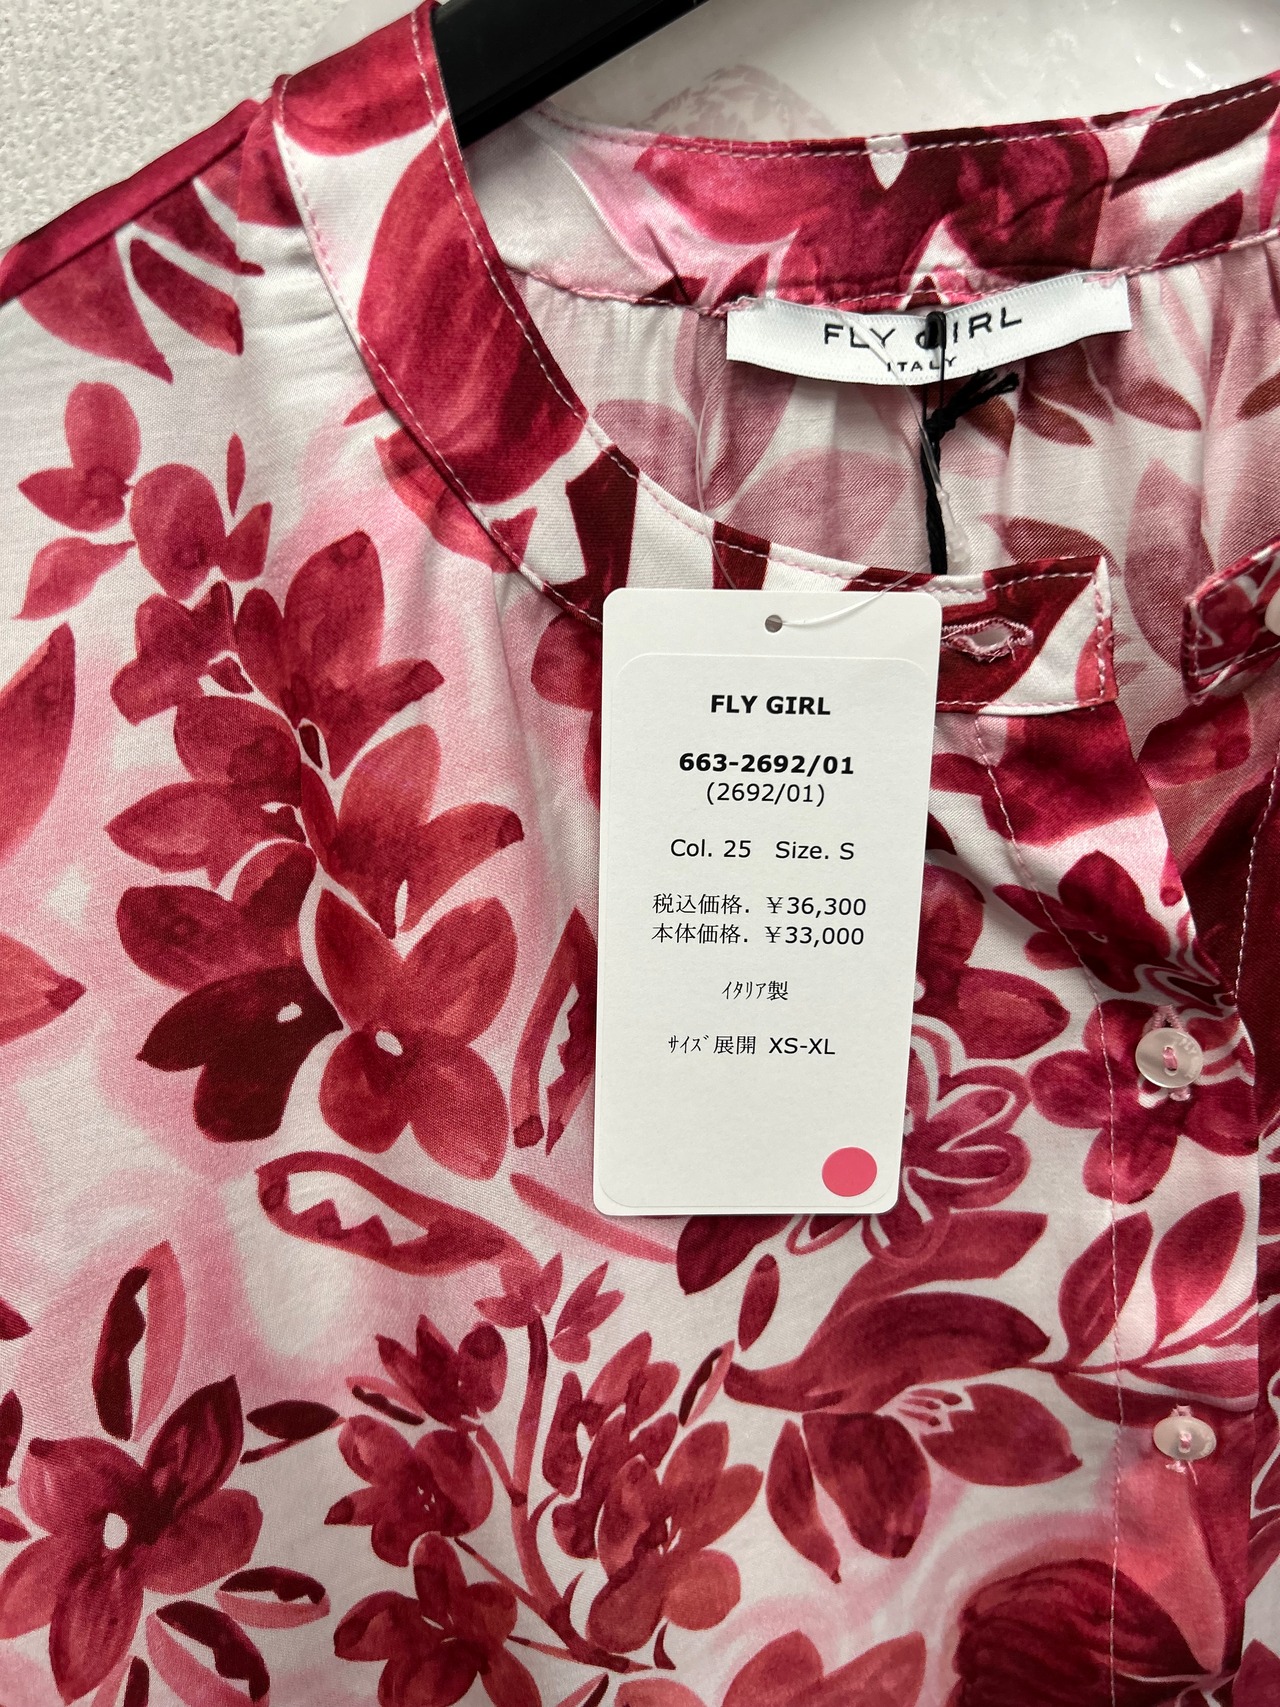 FLY GIRL
ITALY
FLY GIRL
663-2692/01
(2692/01)
Col. 25 Size. S
税込価格. ￥36,300
本体価格. ￥33,000
ｲﾀﾘｱ製
ｻｲｽﾞ展開 XS-XL